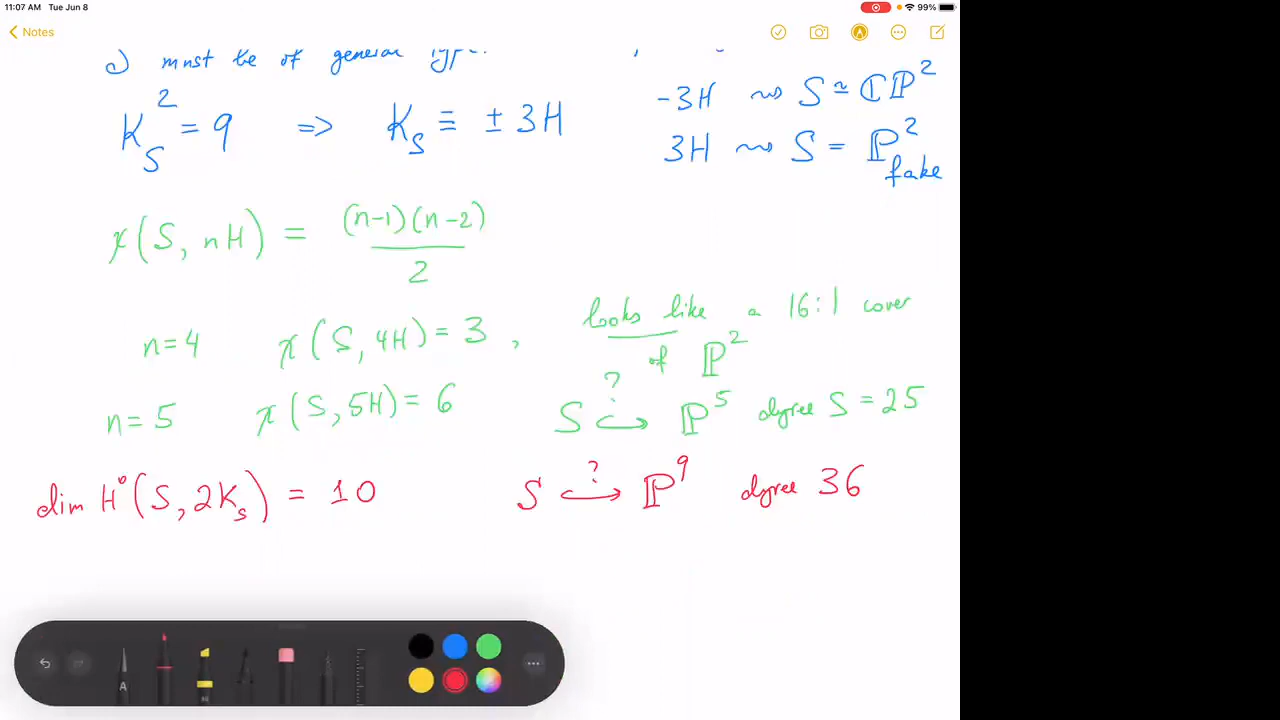 11:07 AM Tue Jun 8
99%
Notes
must be of general type.
K_S^2 = 9 ⇒ K_S ≡ ± 3H
-3H ⇝ S ≃ ℂℙ^2
3H ⇝ S = ℙ^2_fake
χ(S, nH) = (n-1)(n-2) / 2
n=4 χ(S, 4H) = 3, looks like a 16:1 cover
of ℙ^2
n=5 χ(S, 5H) = 6 S ↪? ℙ^5 degree S = 25
dim H^0(S, 2K_S) = 10 S ↪? ℙ^9 degree 36
A